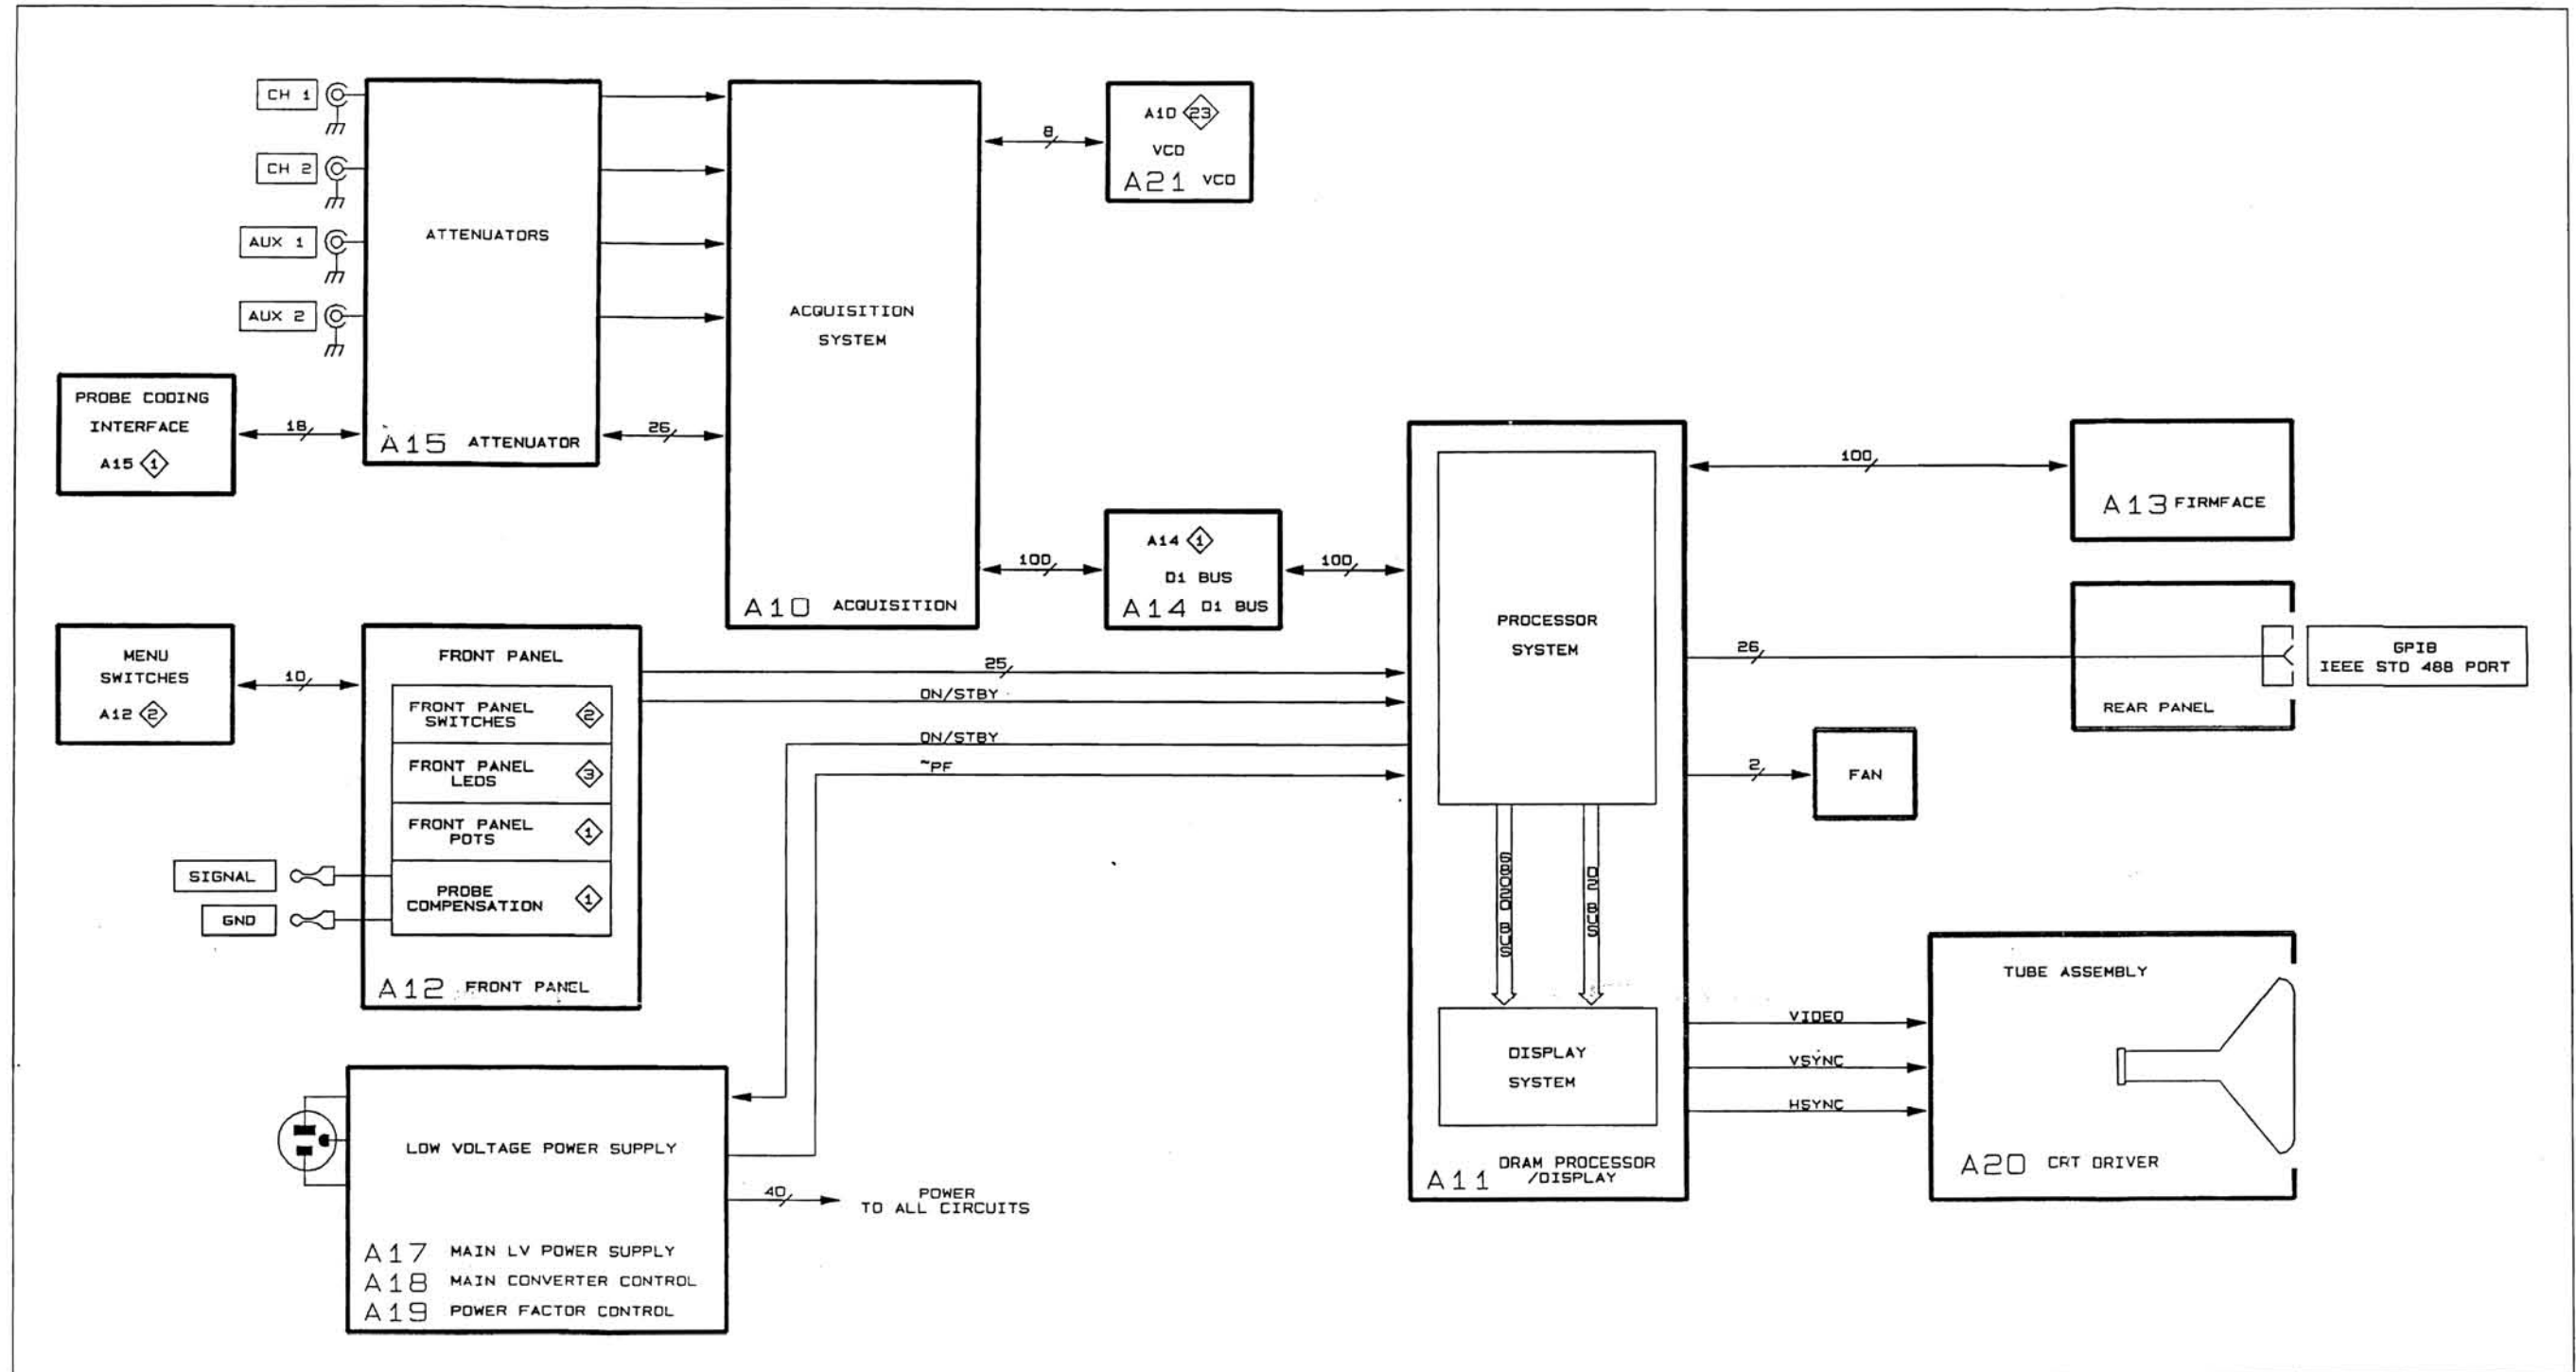 CH 1
CH 2
AUX 1
AUX 2
ATTENUATORS
A15 ATTENUATOR
PROBE CODING
INTERFACE
A15 1
18
26
ACQUISITION
SYSTEM
A10 ACQUISITION
8
A10 23
VCO
A21 VCO
100
A14 1
D1 BUS
A14 D1 BUS
100
MENU
SWITCHES
A12 2
10
FRONT PANEL
FRONT PANEL
SWITCHES
2
FRONT PANEL
LEDS
3
FRONT PANEL
POTS
1
PROBE
COMPENSATION
1
SIGNAL
GND
A12 FRONT PANEL
25
ON/STBY
ON/STBY
~PF
LOW VOLTAGE POWER SUPPLY
A17 MAIN LV POWER SUPPLY
A18 MAIN CONVERTER CONTROL
A19 POWER FACTOR CONTROL
40
POWER
TO ALL CIRCUITS
PROCESSOR
SYSTEM
68020 BUS
D2 BUS
DISPLAY
SYSTEM
A11 DRAM PROCESSOR
/DISPLAY
100
A13 FIRMFACE
26
REAR PANEL
GPIB
IEEE STD 488 PORT
2
FAN
VIDEO
VSYNC
HSYNC
TUBE ASSEMBLY
A20 CRT DRIVER